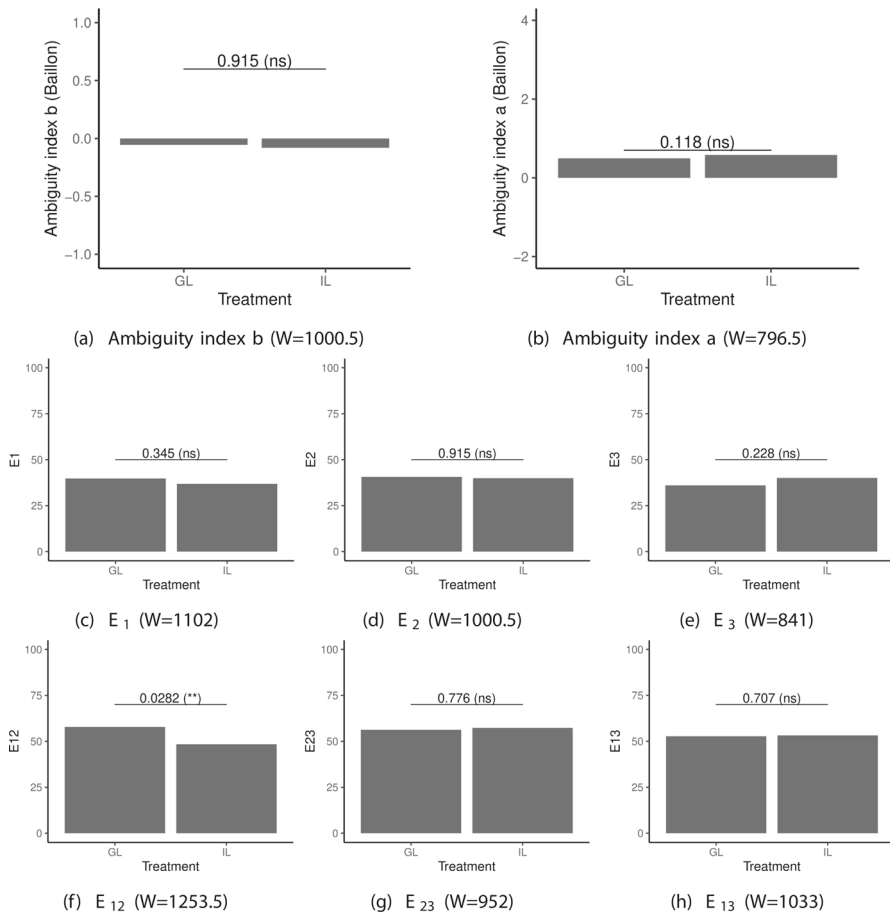 Ambiguity index b (Baillon)
1.0
0.5
0.0
−0.5
−1.0
0.915 (ns)
GL IL
Treatment
(a) Ambiguity index b (W=1000.5)
Ambiguity index a (Baillon)
4
2
0
−2
0.118 (ns)
GL IL
Treatment
(b) Ambiguity index a (W=796.5)
E1
100
75
50
25
0
0.345 (ns)
GL IL
Treatment
(c) E 1 (W=1102)
E2
100
75
50
25
0
0.915 (ns)
GL IL
Treatment
(d) E 2 (W=1000.5)
E3
100
75
50
25
0
0.228 (ns)
GL IL
Treatment
(e) E 3 (W=841)
E12
100
75
50
25
0
0.0282 (**)
GL IL
Treatment
(f) E 12 (W=1253.5)
E23
100
75
50
25
0
0.776 (ns)
GL IL
Treatment
(g) E 23 (W=952)
E13
100
75
50
25
0
0.707 (ns)
GL IL
Treatment
(h) E 13 (W=1033)